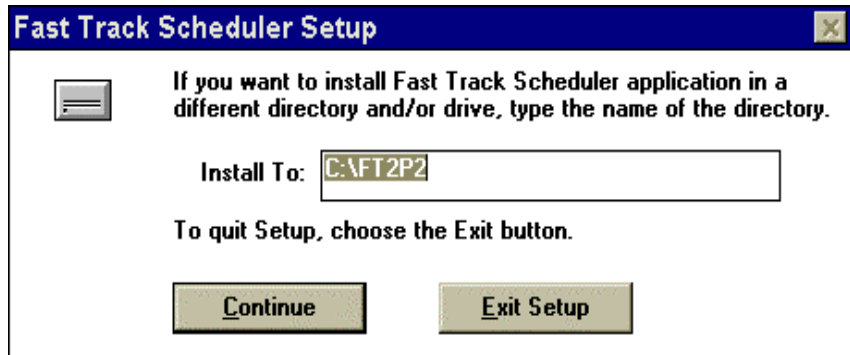 Fast Track Scheduler Setup
If you want to install Fast Track Scheduler application in a
different directory and/or drive, type the name of the directory.
Install To: C:\FT2P2
To quit Setup, choose the Exit button.
Continue Exit Setup